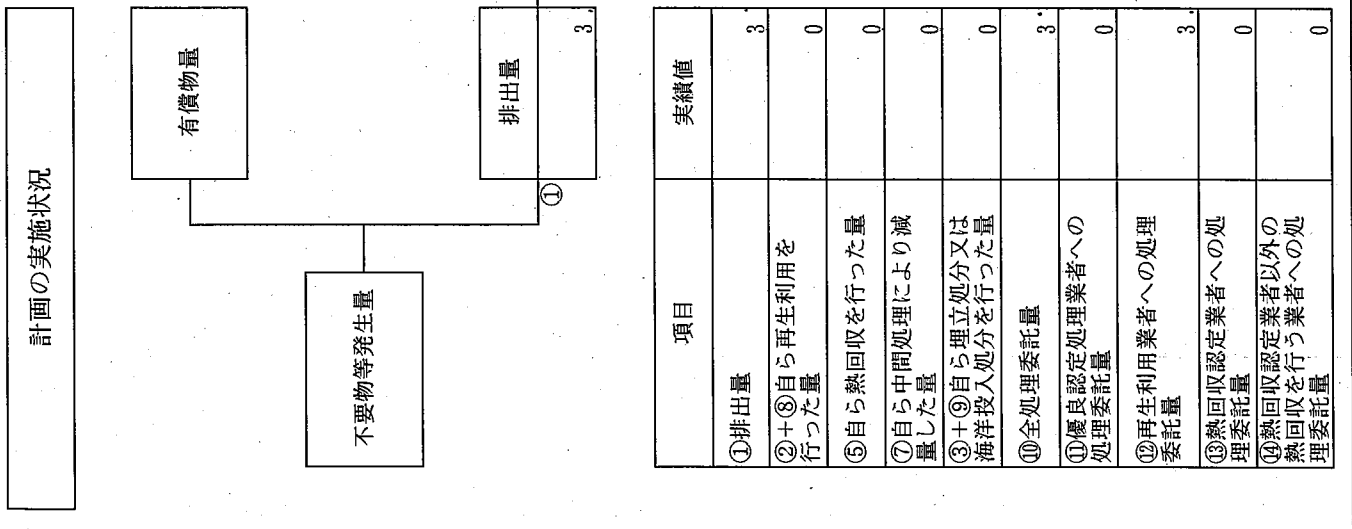 計画の実施状況
有償物量
不要物等発生量
①
排出量
3.
項目
実績値
①排出量
3.
②+⑧自ら再生利用を
行った量
0
⑤自ら熱回収を行った量
0
⑦自ら中間処理により減
量した量
0
③+⑨自ら埋立処分又は
海洋投入処分を行った量
0
⑩全処理委託量
3.
⑪優良認定処理業者への
処理委託量
0
⑫再生利用業者への処理
委託量
3.
⑬熱回収認定業者への処
理委託量
0
⑭熱回収認定業者以外の
熱回収を行う業者への処
理委託量
0